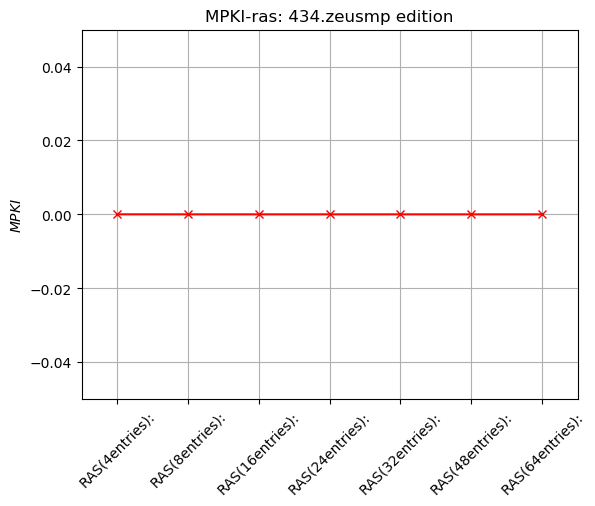 MPKI-ras: 434.zeusmp edition
0.04
0.02
0.00
−0.02
−0.04
MPKI
RAS(4entries):
RAS(8entries):
RAS(16entries):
RAS(24entries):
RAS(32entries):
RAS(48entries):
RAS(64entries):